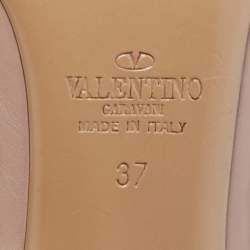 VALENTINO
GARAVANI
MADE IN ITALY
37